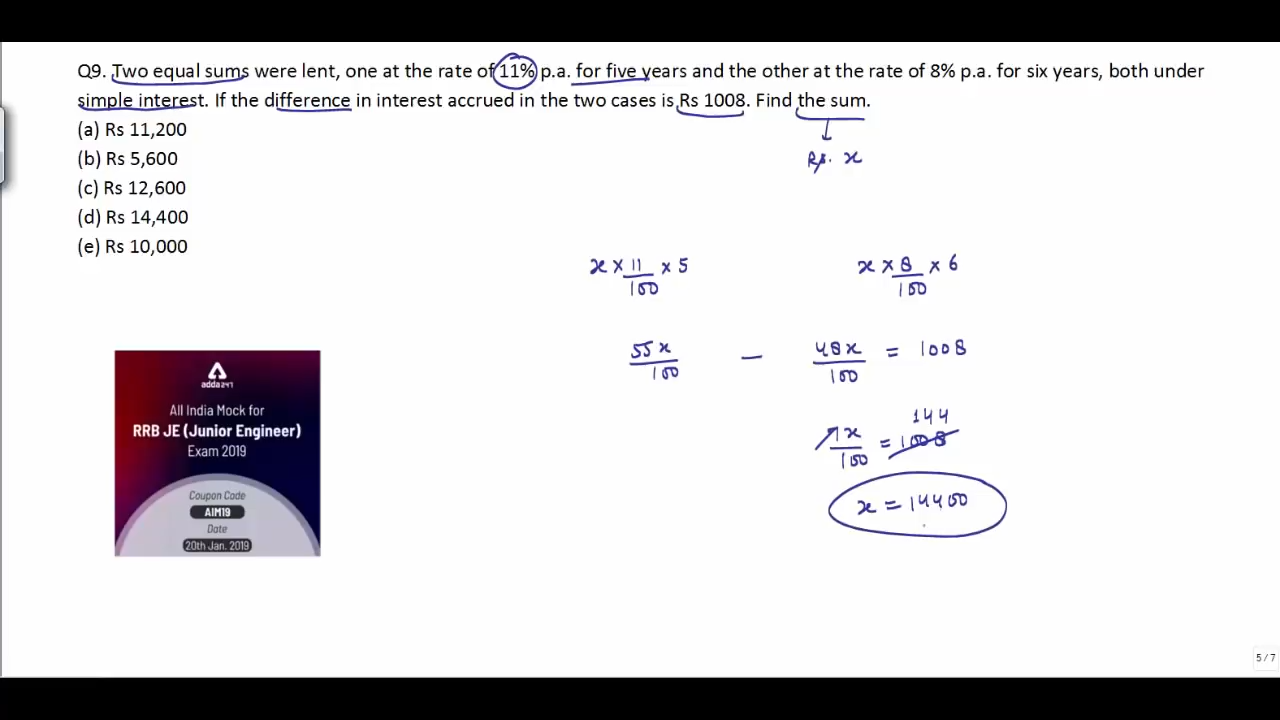 Q9. Two equal sums were lent, one at the rate of 11% p.a. for five years and the other at the rate of 8% p.a. for six years, both under
simple interest. If the difference in interest accrued in the two cases is Rs 1008. Find the sum.
(a) Rs 11,200
(b) Rs 5,600
(c) Rs 12,600
(d) Rs 14,400
(e) Rs 10,000
Rs. x
x × 11/100 × 5
x × 8/100 × 6
55x/100 − 48x/100 = 1008
144
7x/100 = 1008
x = 14400
adda247
All India Mock for
RRB JE (Junior Engineer)
Exam 2019
Coupon Code
AIM19
Date
20th Jan. 2019
5 / 7